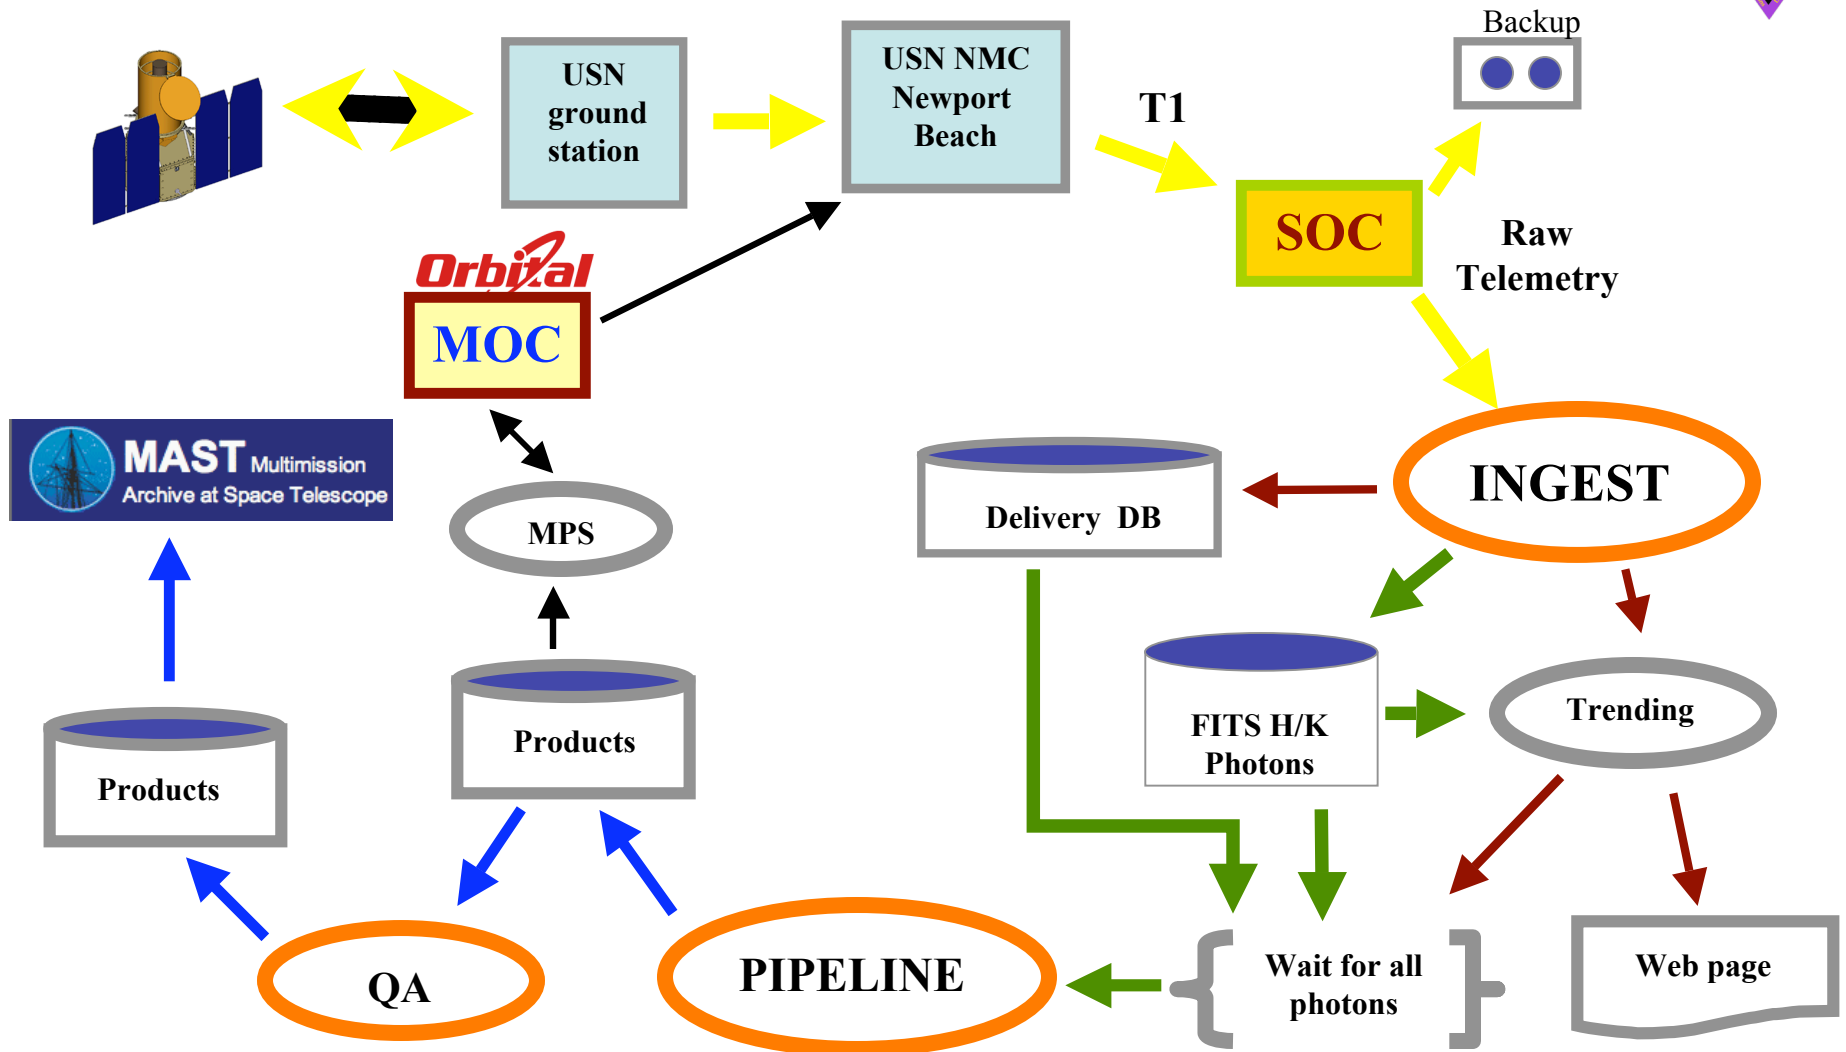 Backup
USN
ground
station
USN NMC
Newport
Beach
T1
SOC
Raw
Telemetry
Orbital
MOC
MAST Multimission
Archive at Space Telescope
MPS
Delivery DB
INGEST
Products
FITS H/K
Photons
Trending
Products
QA
PIPELINE
Wait for all
photons
Web page